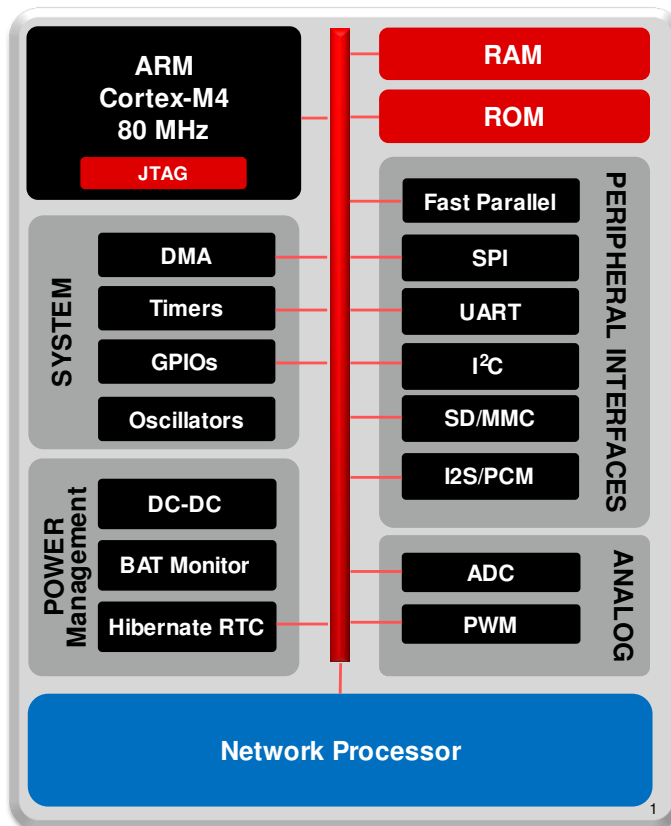 ARM
Cortex-M4
80 MHz
JTAG
RAM
ROM
SYSTEM
DMA
Timers
GPIOs
Oscillators
PERIPHERAL INTERFACES
Fast Parallel
SPI
UART
I²C
SD/MMC
I2S/PCM
POWER
Management
DC-DC
BAT Monitor
Hibernate RTC
ANALOG
ADC
PWM
Network Processor
1